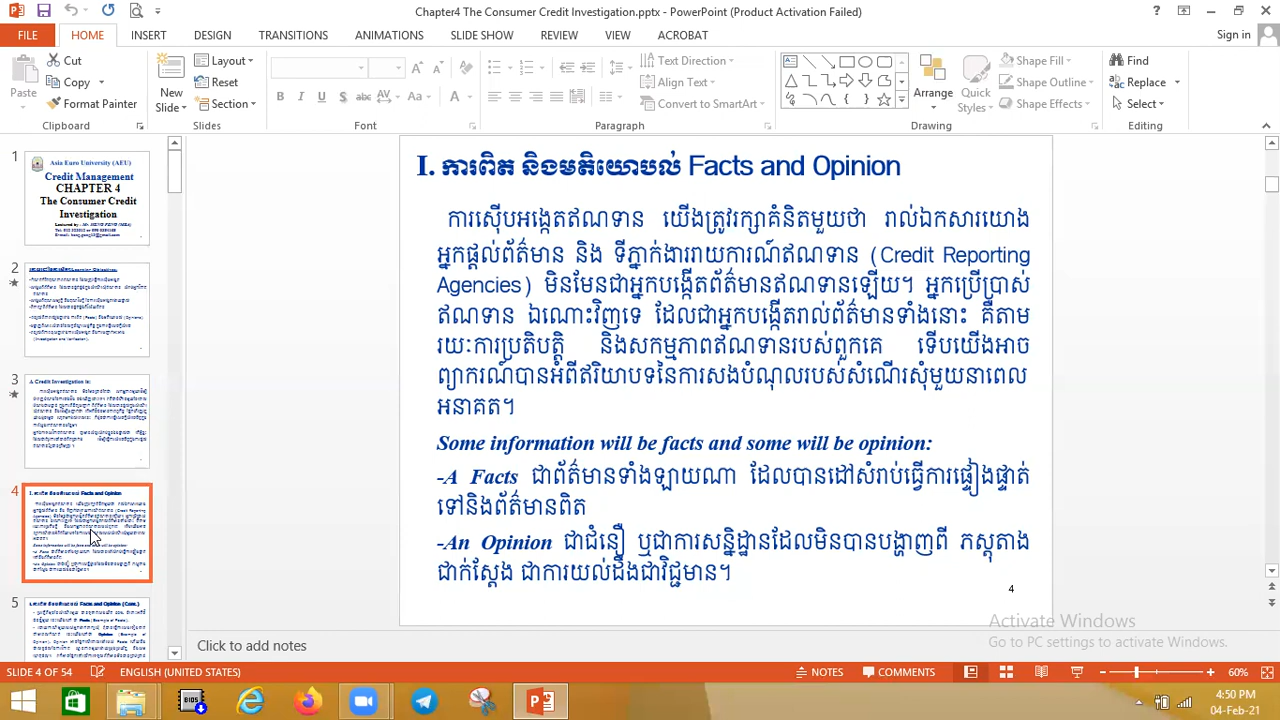 Chapter4 The Consumer Credit Investigation.pptx - PowerPoint (Product Activation Failed)
FILE HOME INSERT DESIGN TRANSITIONS ANIMATIONS SLIDE SHOW REVIEW VIEW ACROBAT Sign in
Paste Cut Copy Format Painter Clipboard
New Slide Layout Reset Section Slides
Font
Text Direction Align Text Convert to SmartArt Paragraph
Arrange Quick Styles Shape Fill Shape Outline Shape Effects Drawing
Find Replace Select Editing
1
Asia Euro University (AEU)
Credit Management
CHAPTER 4
The Consumer Credit
Investigation
2
3
A Credit Investigation is:
4
5
I. ការពិត និងមតិយោបល់ Facts and Opinion
ការស៊ើបអង្កេតឥណទាន យើងត្រូវរក្សាគំនិតមួយថា រាល់ឯកសារយោង
អ្នកផ្តល់ព័ត៌មាន និង ទីភ្នាក់ងាររាយការណ៍ឥណទាន (Credit Reporting
Agencies) មិនមែនជាអ្នកបង្កើតព័ត៌មានឥណទានឡើយ។ អ្នកប្រើប្រាស់
ឥណទាន ឯណោះវិញទេ ដែលជាអ្នកបង្កើតរាល់ព័ត៌មានទាំងនោះ គឺតាម
រយៈការប្រតិបត្តិ និងសកម្មភាពឥណទានរបស់ពួកគេ ទើបយើងអាច
ព្យាករណ៍បានអំពីឥរិយាបទនៃការសងបំណុលរបស់សំណើរសុំមួយនាពេល
អនាគត។
Some information will be facts and some will be opinion:
-A Facts ជាព័ត៌មានទាំងឡាយណា ដែលបានដៅសំរាប់ធ្វើការផ្ទៀងផ្ទាត់
ទៅនិងព័ត៌មានពិត
-An Opinion ជាជំនឿ ឬជាការសន្និដ្ឋានដែលមិនបានបង្ហាញពី ភស្តុតាង
ជាក់ស្តែង ជាការយល់ដឹងជាវិជ្ជមាន។
4
Activate Windows
Go to PC settings to activate Windows.
Click to add notes
SLIDE 4 OF 54 ENGLISH (UNITED STATES) NOTES COMMENTS 60%
BIOS
4:50 PM
04-Feb-21